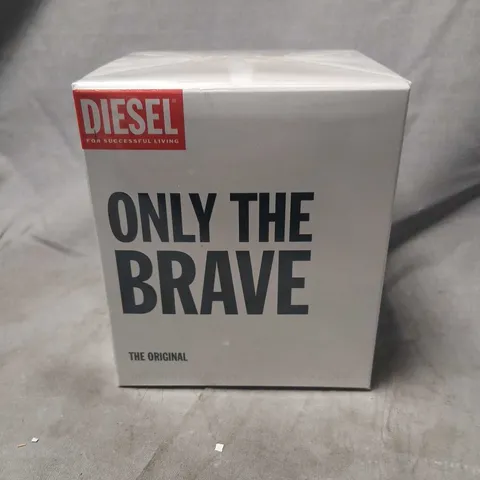 DIESEL
FOR SUCCESSFUL LIVING
ONLY THE
BRAVE
THE ORIGINAL